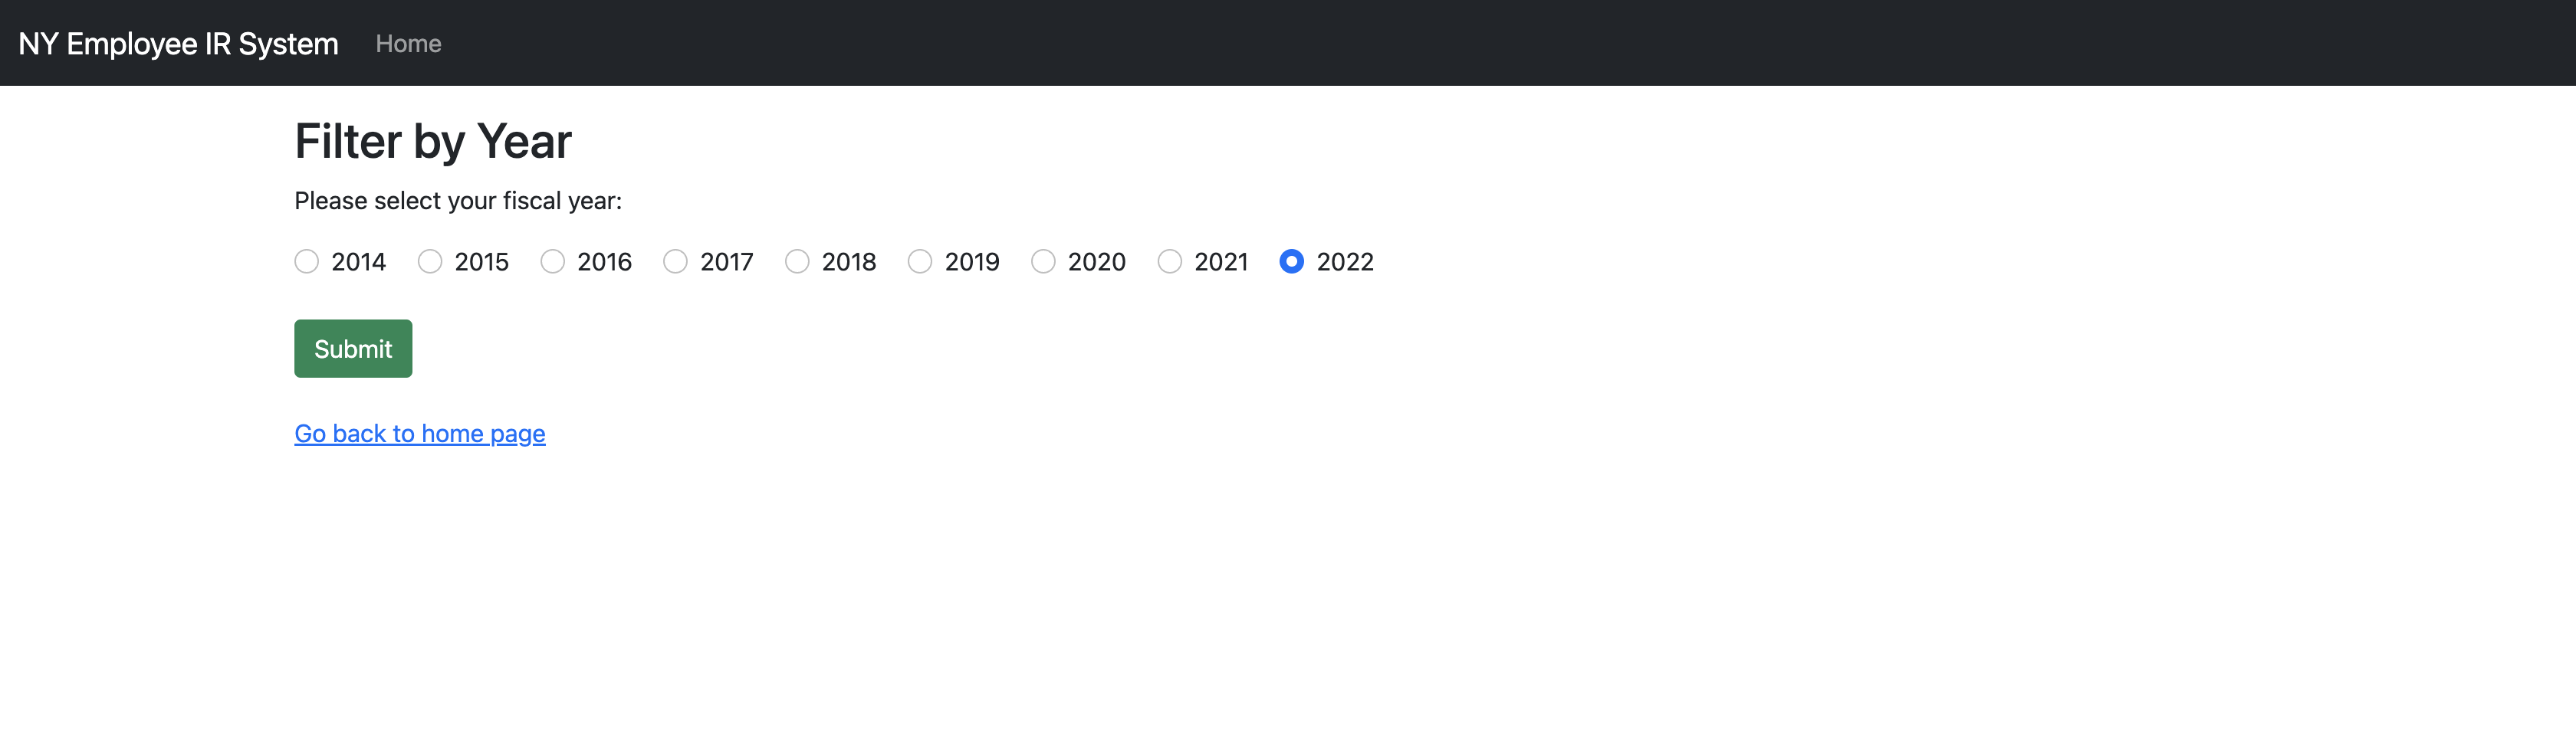 NY Employee IR System Home
Filter by Year
Please select your fiscal year:
2014 2015 2016 2017 2018 2019 2020 2021 2022
Submit
Go back to home page